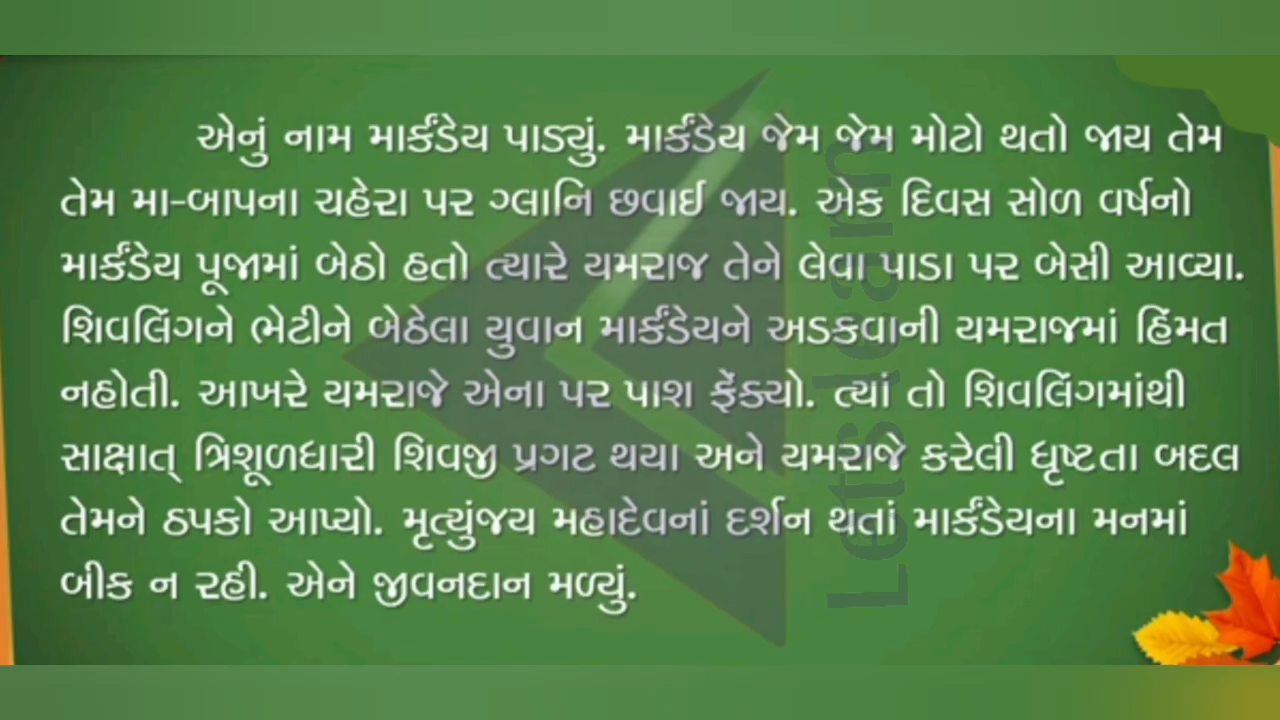 એનું નામ માર્કંડેય પાડ્યું. માર્કંડેય જેમ જેમ મોટો થતો જાય તેમ
તેમ મા-બાપના ચહેરા પર ગ્લાનિ છવાઈ જાય. એક દિવસ સોળ વર્ષનો
માર્કંડેય પૂજામાં બેઠો હતો ત્યારે યમરાજ તેને લેવા પાડા પર બેસી આવ્યા.
શિવલિંગને ભેટીને બેઠેલા યુવાન માર્કંડેયને અડકવાની યમરાજમાં હિંમત
નહોતી. આખરે યમરાજે એના પર પાશ ફેંક્યો. ત્યાં તો શિવલિંગમાંથી
સાક્ષાત્ ત્રિશૂળધારી શિવજી પ્રગટ થયા અને યમરાજે કરેલી ધૃષ્ટતા બદલ
તેમને ઠપકો આપ્યો. મૃત્યુંજય મહાદેવનાં દર્શન થતાં માર્કંડેયના મનમાં
બીક ન રહી. એને જીવનદાન મળ્યું.